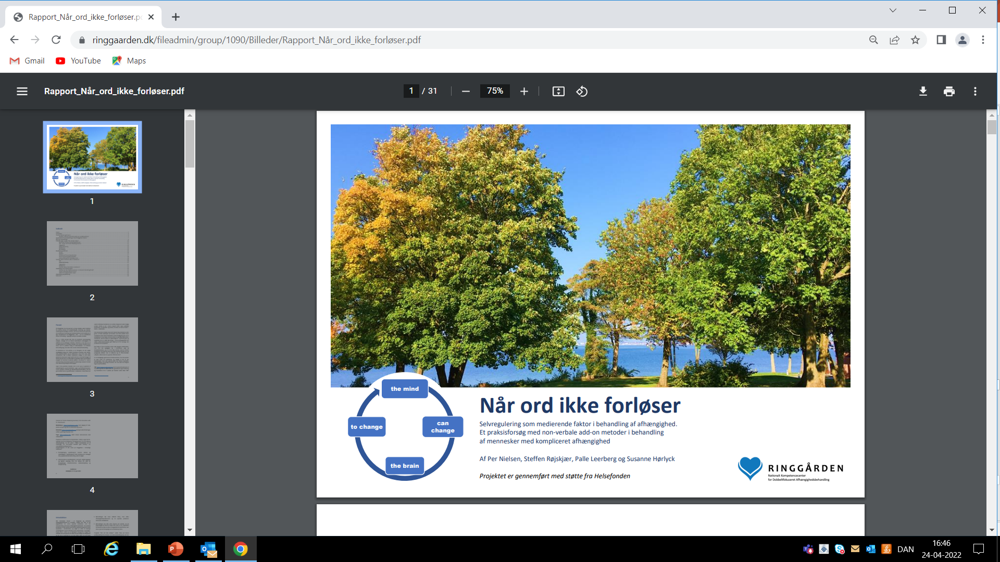 Rapport_Når_ord_ikke_forløser.pd
ringgaarden.dk/fileadmin/group/1090/Billeder/Rapport_Når_ord_ikke_forløser.pdf
Gmail
YouTube
Maps
Rapport_Når_ord_ikke_forløser.pdf
1 / 31
75%
1
2
3
4
the mind
can change
the brain
to change
Når ord ikke forløser
Selvregulering som medierende faktor i behandling af afhængighed.
Et praksisforsøg med non-verbale add-on metoder i behandling
af mennesker med kompliceret afhængighed
Af Per Nielsen, Steffen Røjskjær, Palle Leerberg og Susanne Hørlyck
Projektet er gennemført med støtte fra Helsefonden
RINGGÅRDEN
Nationalt Kompetencecenter
for Dobbeltfokuseret Afhængighedsbehandling
DAN
16:46
24-04-2022